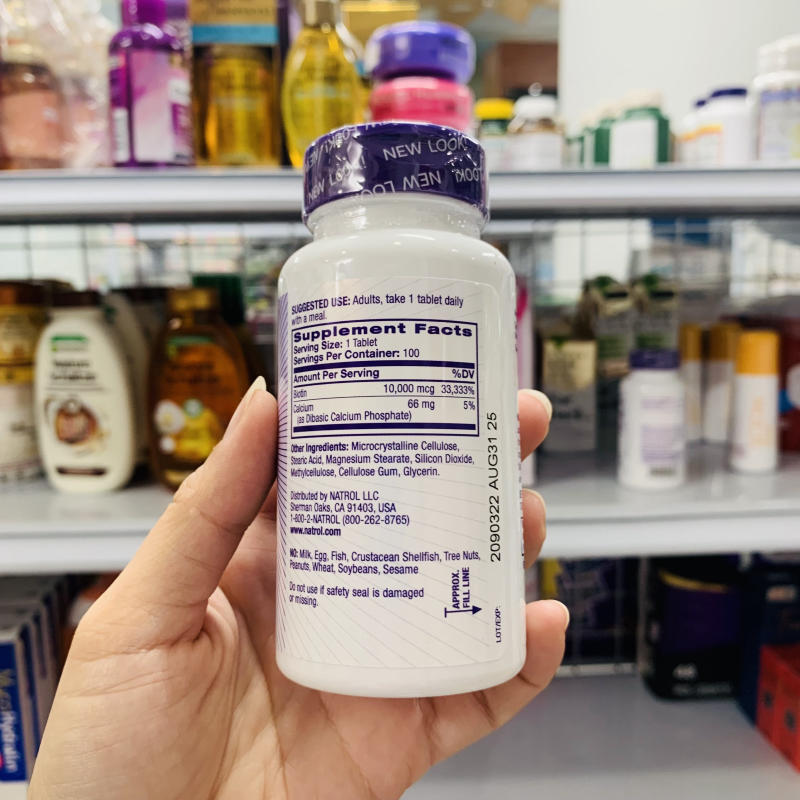 NEW LOOK!
NEW LOOK!
SUGGESTED USE: Adults, take 1 tablet daily
with a meal.
Supplement Facts
Serving Size: 1 Tablet
Servings Per Container: 100
Amount Per Serving %DV
Biotin 10,000 mcg 33,333%
Calcium 66 mg 5%
(as Dibasic Calcium Phosphate)
Other Ingredients: Microcrystalline Cellulose,
Stearic Acid, Magnesium Stearate, Silicon Dioxide,
Methylcellulose, Cellulose Gum, Glycerin.
Distributed by NATROL LLC
Sherman Oaks, CA 91403, USA
1-800-2-NATROL (800-262-8765)
www.natrol.com
NO: Milk, Egg, Fish, Crustacean Shellfish, Tree Nuts,
Peanuts, Wheat, Soybeans, Sesame
Do not use if safety seal is damaged
or missing.
APPROX.
FILL LINE
LOT/EXP:
2090322 AUG31 25